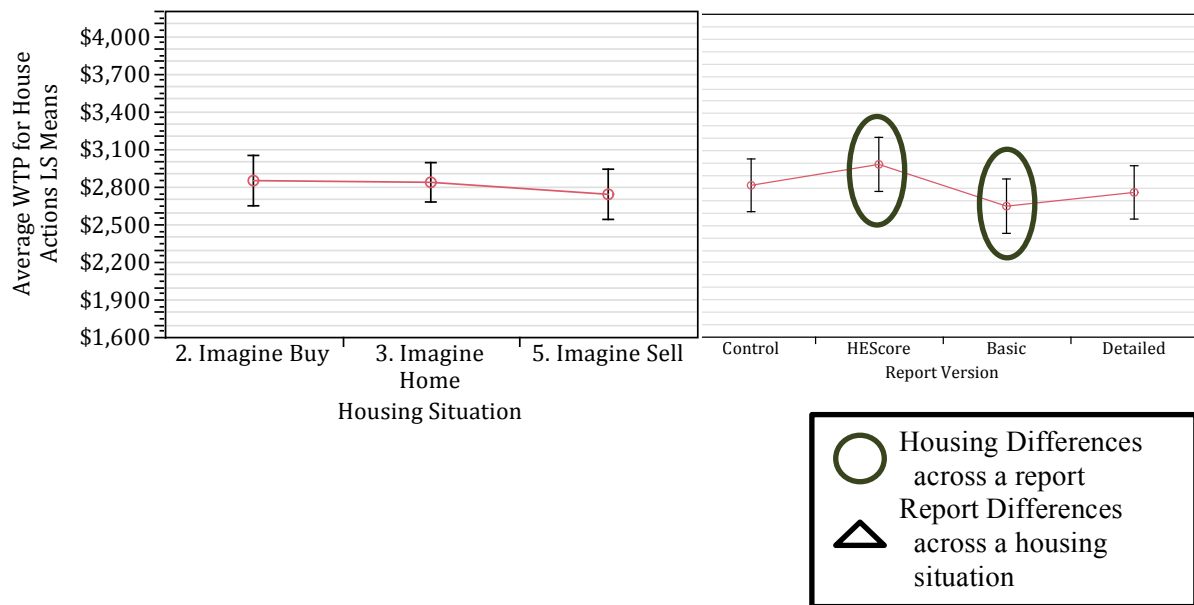 Average WTP for House
Actions LS Means
$4,000
$3,700
$3,400
$3,100
$2,800
$2,500
$2,200
$1,900
$1,600
2. Imagine Buy
3. Imagine
Home
5. Imagine Sell
Housing Situation
Control
HEScore
Basic
Detailed
Report Version
Housing Differences
across a report
Report Differences
across a housing
situation